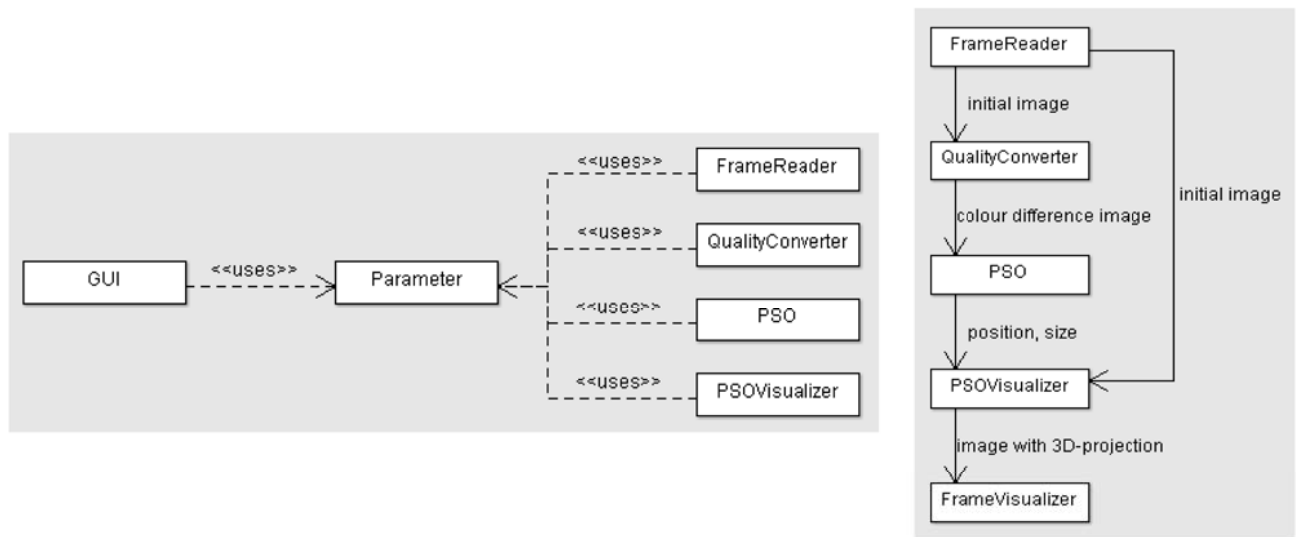 GUI
<<uses>>
Parameter
<<uses>>
FrameReader
<<uses>>
QualityConverter
<<uses>>
PSO
<<uses>>
PSOVisualizer
FrameReader
initial image
QualityConverter
initial image
colour difference image
PSO
position, size
PSOVisualizer
image with 3D-projection
FrameVisualizer